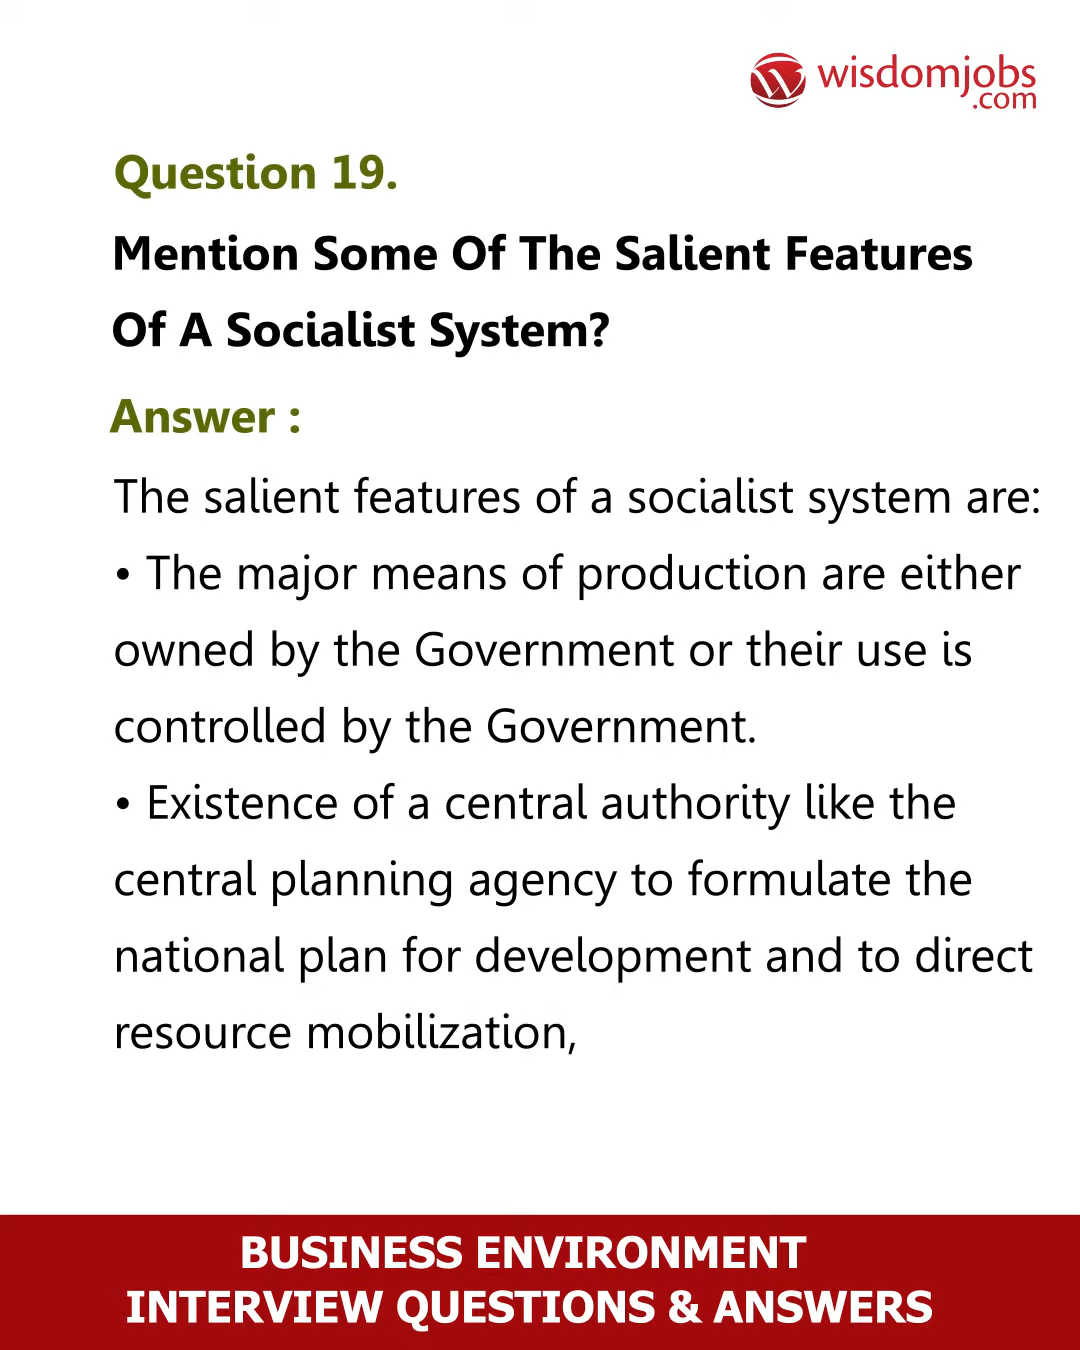 wisdomjobs
.com
Question 19.
Mention Some Of The Salient Features
Of A Socialist System?
Answer :
The salient features of a socialist system are:
• The major means of production are either
owned by the Government or their use is
controlled by the Government.
• Existence of a central authority like the
central planning agency to formulate the
national plan for development and to direct
resource mobilization,
BUSINESS ENVIRONMENT
INTERVIEW QUESTIONS & ANSWERS